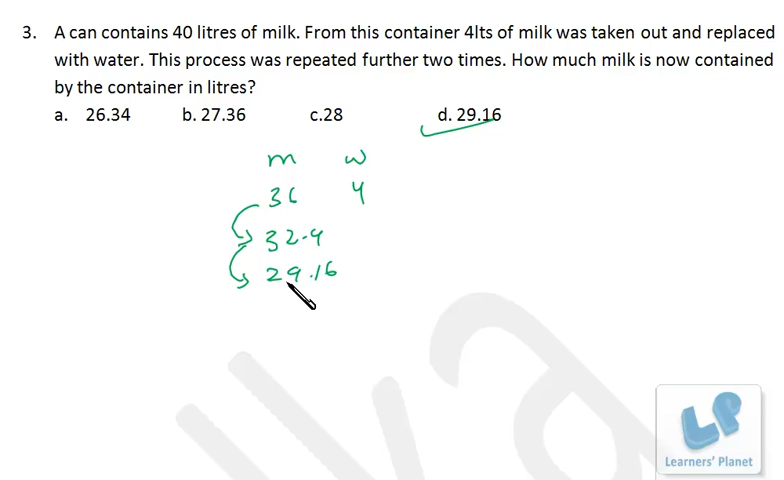 3. A can contains 40 litres of milk. From this container 4lts of milk was taken out and replaced
with water. This process was repeated further two times. How much milk is now contained
by the container in litres?
a. 26.34 b. 27.36 c.28 d. 29.16
m w
36 4
32.4
29.16
LP
Learners' Planet